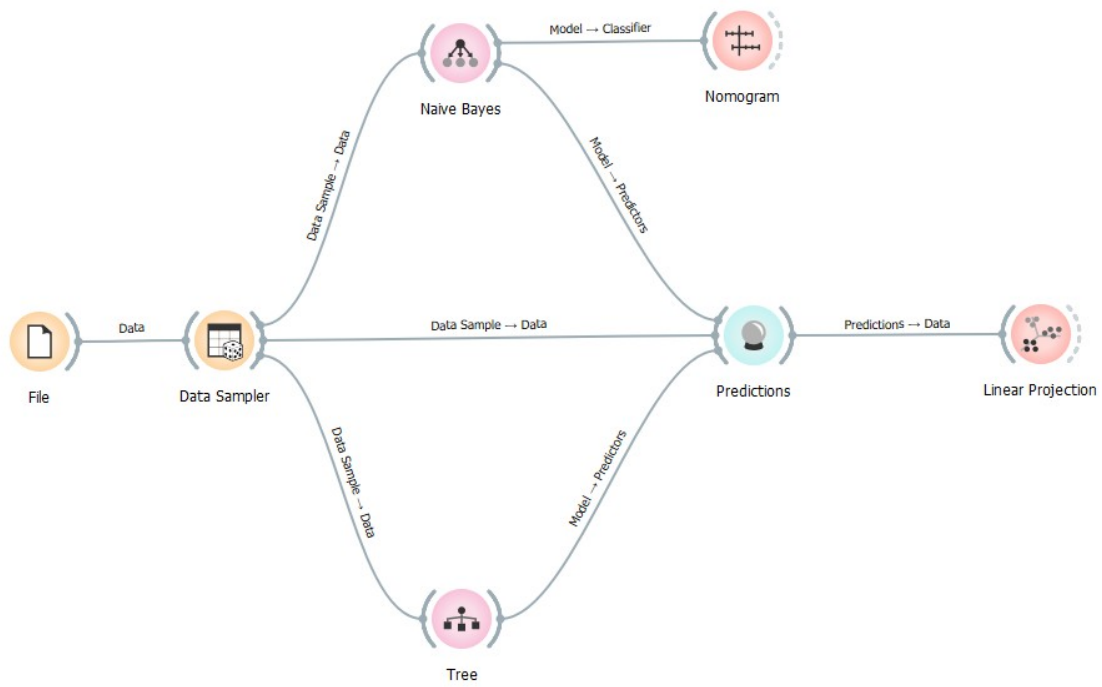 Model → Classifier
Naive Bayes
Nomogram
Data Sample → Data
Model → Predictors
Data
Data Sample → Data
Predictions → Data
File
Data Sampler
Predictions
Linear Projection
Data Sample → Data
Model → Predictors
Tree